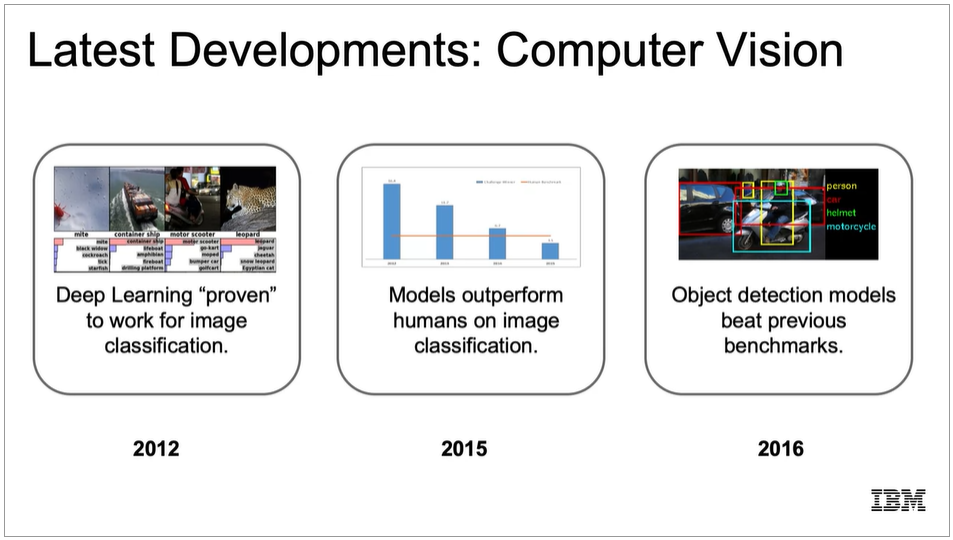 Latest Developments: Computer Vision
mite
container ship
motor scooter
leopard
mite
black widow
cockroach
tick
starfish
container ship
lifeboat
amphibian
fireboat
drilling platform
motor scooter
go-kart
moped
bumper car
golfcart
leopard
jaguar
cheetah
snow leopard
Egyptian cat
person
car
helmet
motorcycle
Deep Learning “proven”
to work for image
classification.
Models outperform
humans on image
classification.
Object detection models
beat previous
benchmarks.
2012
2015
2016
IBM